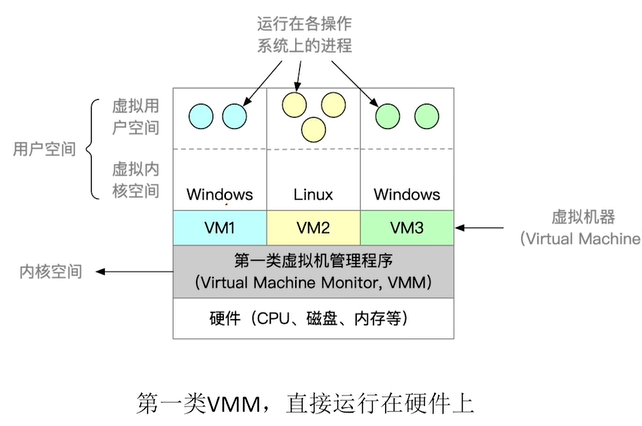 运行在各操作
系统上的进程
虚拟用
户空间
用户空间
虚拟内
核空间
Windows
Linux
Windows
VM1
VM2
VM3
虚拟机器
（Virtual Machine
内核空间
第一类虚拟机管理程序
（Virtual Machine Monitor, VMM）
硬件（CPU、磁盘、内存等）
第一类VMM，直接运行在硬件上